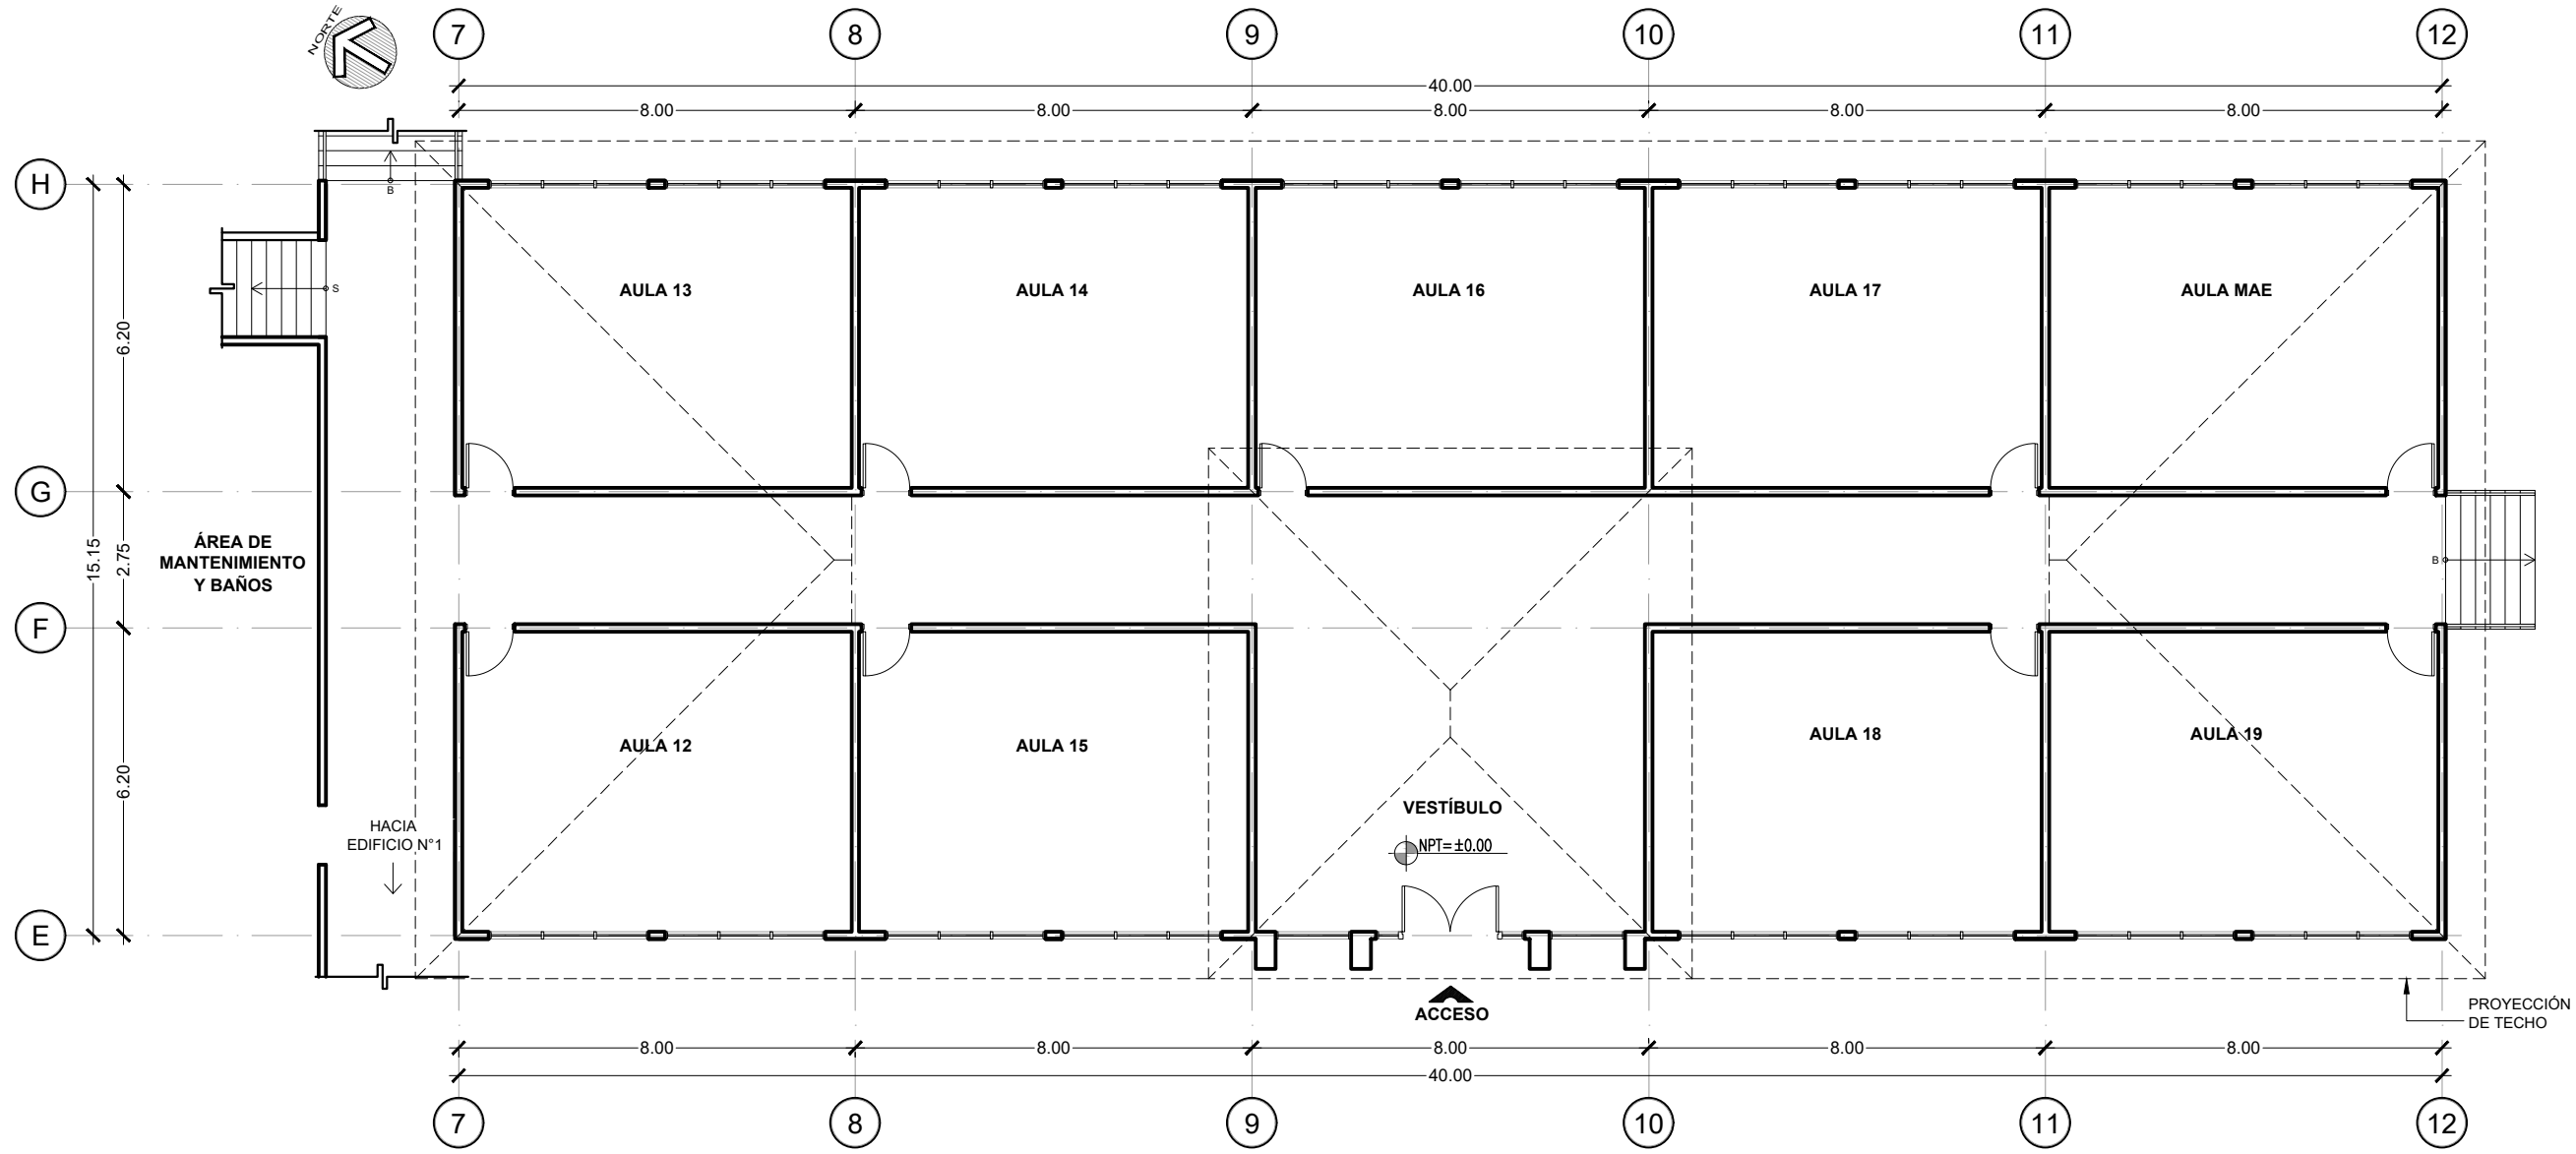 NORTE
7
8
9
10
11
12
40.00
8.00
8.00
8.00
8.00
8.00
B
H
S
AULA 13
AULA 14
AULA 16
AULA 17
AULA MAE
6.20
G
ÁREA DE
MANTENIMIENTO
Y BAÑOS
15.15
2.75
B
F
AULA 12
AULA 15
AULA 18
AULA 19
6.20
VESTÍBULO
NPT= ±0.00
HACIA
EDIFICIO N°1
E
ACCESO
PROYECCIÓN
DE TECHO
8.00
8.00
8.00
8.00
8.00
40.00
7
8
9
10
11
12